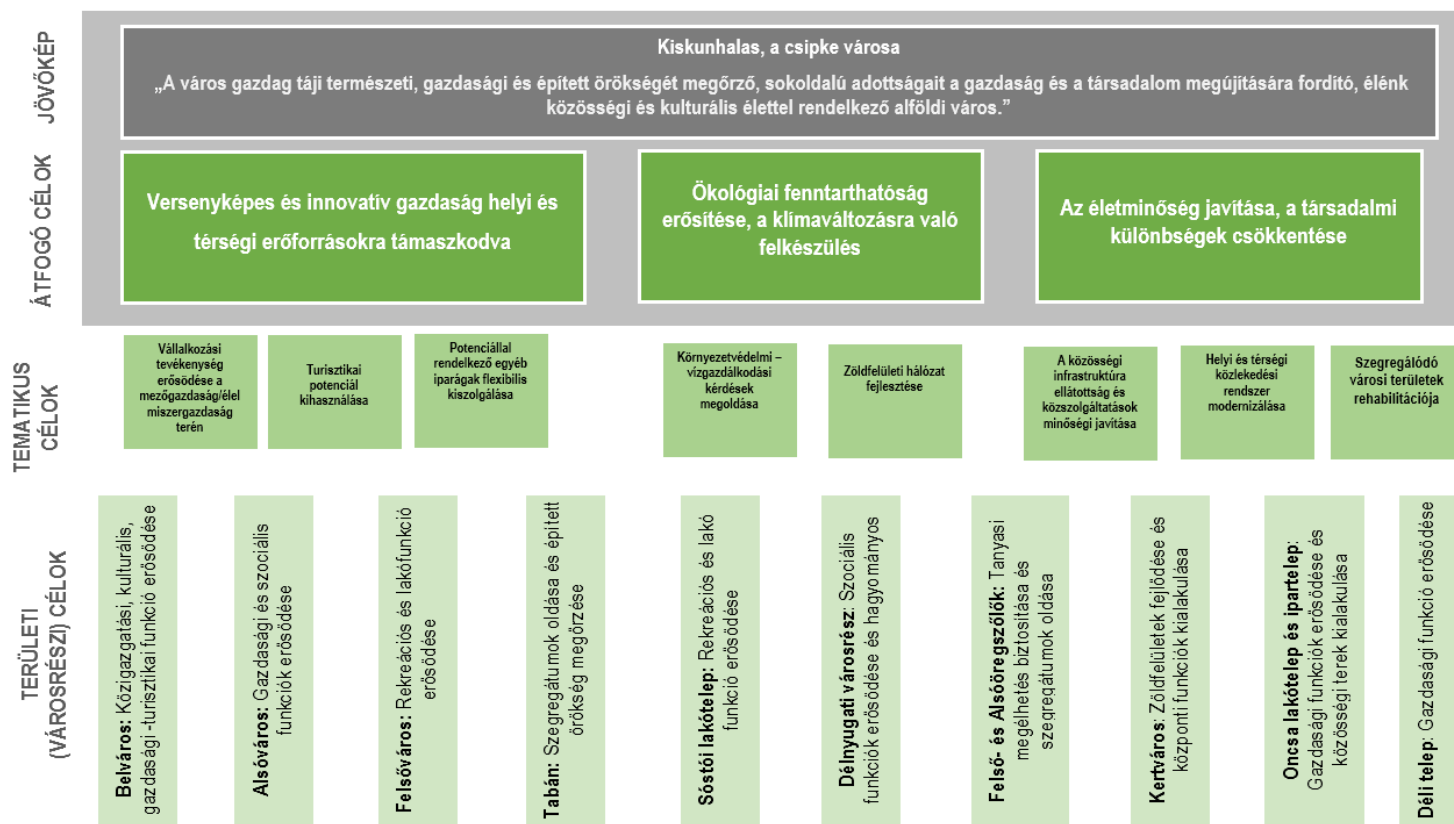 JÖVŐKÉP
Kiskunhalas, a csipke városa
„A város gazdag táji természeti, gazdasági és épített örökségét megőrző, sokoldalú adottságait a gazdaság és a társadalom megújítására fordító, élénk
közösségi és kulturális élettel rendelkező alföldi város.”
ÁTFOGÓ CÉLOK
Versenyképes és innovatív gazdaság helyi és
térségi erőforrásokra támaszkodva
Ökológiai fenntarthatóság
erősítése, a klímaváltozásra való
felkészülés
Az életminőség javítása, a társadalmi
különbségek csökkentése
TEMATIKUS
CÉLOK
Vállalkozási
tevékenység
erősödése a
mezőgazdaság/élel
miszergazdaság
terén
Turisztikai
potenciál
kihasználása
Potenciállal
rendelkező egyéb
iparágak flexibilis
kiszolgálása
Környezetvédelmi –
vízgazdálkodási
kérdések
megoldása
Zöldfelületi hálózat
fejlesztése
A közösségi
infrastruktúra
ellátottság és
közszolgáltatások
minőségi javítása
Helyi és térségi
közlekedési
rendszer
modernizálása
Szegregálódó
városi területek
rehabilitációja
TERÜLETI
(VÁROSRÉSZI) CÉLOK
Belváros: Közigazgatási, kulturális,
gazdasági -turisztikai funkció erősödése
Alsóváros: Gazdasági és szociális
funkciók erősödése
Felsőváros: Rekreációs és lakófunkció
erősödése
Tabán: Szegregátumok oldása és épített
örökség megőrzése
Sóstói lakótelep: Rekreációs és lakó
funkció erősödése
Délnyugati városrész: Szociális
funkciók erősödése és hagyományos
Felső- és Alsóöregszőlők: Tanyasi
megélhetés biztosítása és
szegregátumok oldása
Kertváros: Zöldfelületek fejlődése és
központi funkciók kialakulása
Oncsa lakótelep és ipartelep:
Gazdasági funkciók erősödése és
közösségi terek kialakulása
Déli telep: Gazdasági funkció erősödése